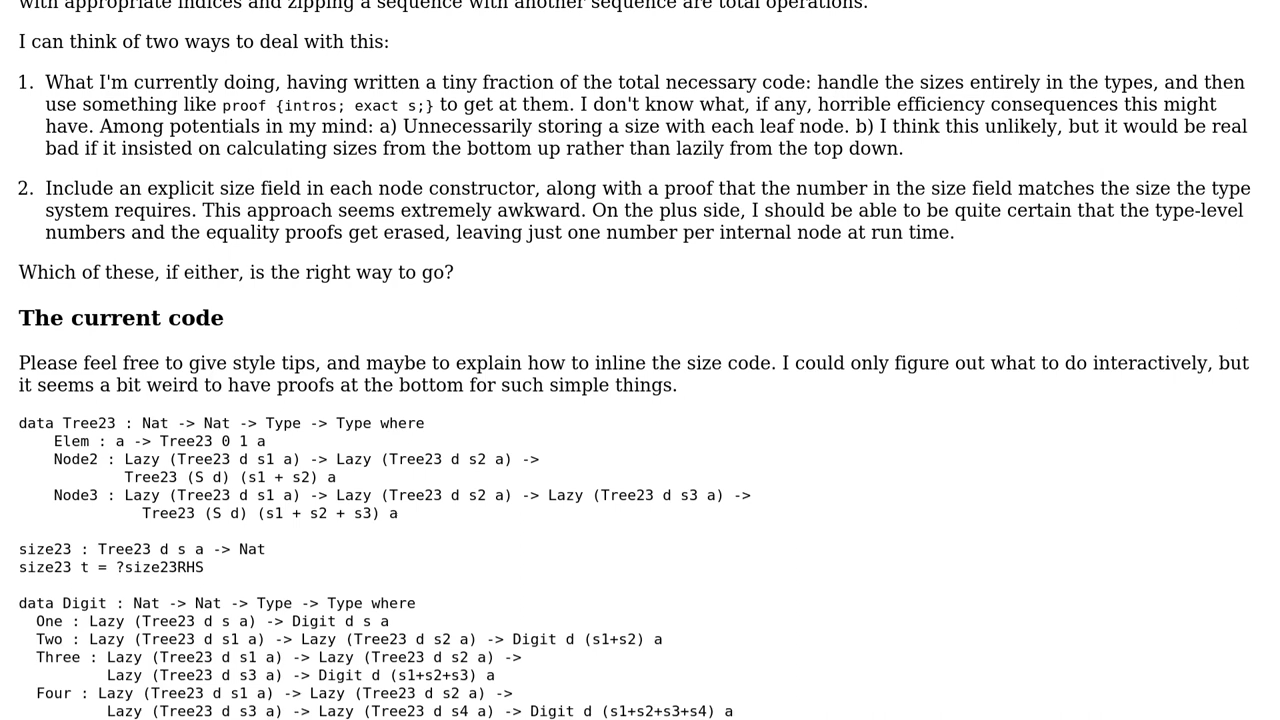 with appropriate indices and zipping a sequence with another sequence are total operations.
I can think of two ways to deal with this:
1. What I'm currently doing, having written a tiny fraction of the total necessary code: handle the sizes entirely in the types, and then
use something like proof {intros; exact s;} to get at them. I don't know what, if any, horrible efficiency consequences this might
have. Among potentials in my mind: a) Unnecessarily storing a size with each leaf node. b) I think this unlikely, but it would be real
bad if it insisted on calculating sizes from the bottom up rather than lazily from the top down.
2. Include an explicit size field in each node constructor, along with a proof that the number in the size field matches the size the type
system requires. This approach seems extremely awkward. On the plus side, I should be able to be quite certain that the type-level
numbers and the equality proofs get erased, leaving just one number per internal node at run time.
Which of these, if either, is the right way to go?
The current code
Please feel free to give style tips, and maybe to explain how to inline the size code. I could only figure out what to do interactively, but
it seems a bit weird to have proofs at the bottom for such simple things.
data Tree23 : Nat -> Nat -> Type -> Type where
    Elem : a -> Tree23 0 1 a
    Node2 : Lazy (Tree23 d s1 a) -> Lazy (Tree23 d s2 a) ->
            Tree23 (S d) (s1 + s2) a
    Node3 : Lazy (Tree23 d s1 a) -> Lazy (Tree23 d s2 a) -> Lazy (Tree23 d s3 a) ->
              Tree23 (S d) (s1 + s2 + s3) a
size23 : Tree23 d s a -> Nat
size23 t = ?size23RHS
data Digit : Nat -> Nat -> Type -> Type where
  One : Lazy (Tree23 d s a) -> Digit d s a
  Two : Lazy (Tree23 d s1 a) -> Lazy (Tree23 d s2 a) -> Digit d (s1+s2) a
  Three : Lazy (Tree23 d s1 a) -> Lazy (Tree23 d s2 a) ->
          Lazy (Tree23 d s3 a) -> Digit d (s1+s2+s3) a
  Four : Lazy (Tree23 d s1 a) -> Lazy (Tree23 d s2 a) ->
          Lazy (Tree23 d s3 a) -> Lazy (Tree23 d s4 a) -> Digit d (s1+s2+s3+s4) a